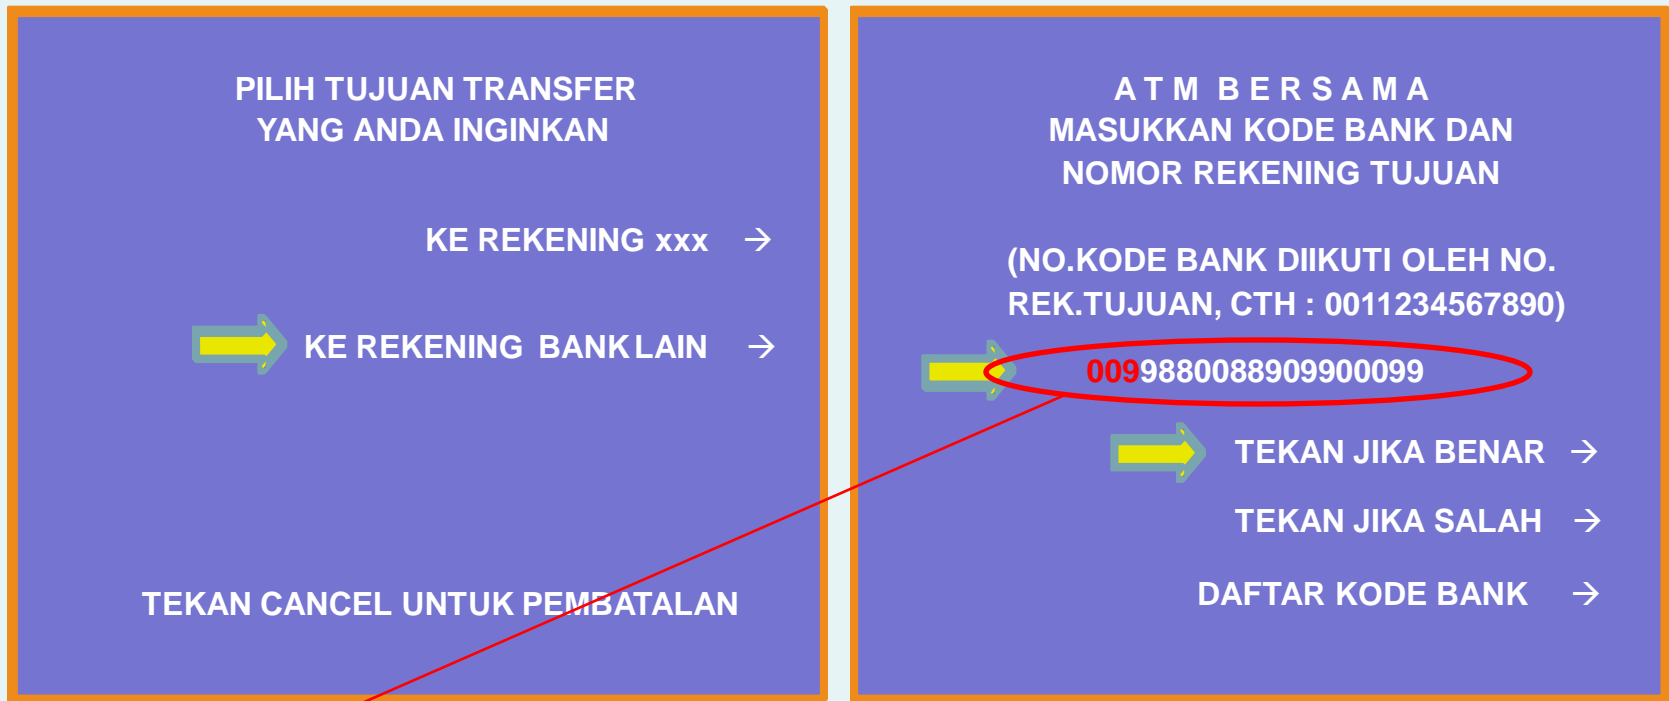 PILIH TUJUAN TRANSFER
YANG ANDA INGINKAN
KE REKENING xxx →
KE REKENING BANK LAIN →
TEKAN CANCEL UNTUK PEMBATALAN
A T M B E R S A M A
MASUKKAN KODE BANK DAN
NOMOR REKENING TUJUAN
(NO.KODE BANK DIIKUTI OLEH NO.
REK.TUJUAN, CTH : 0011234567890)
0099880088909900099
TEKAN JIKA BENAR →
TEKAN JIKA SALAH →
DAFTAR KODE BANK →